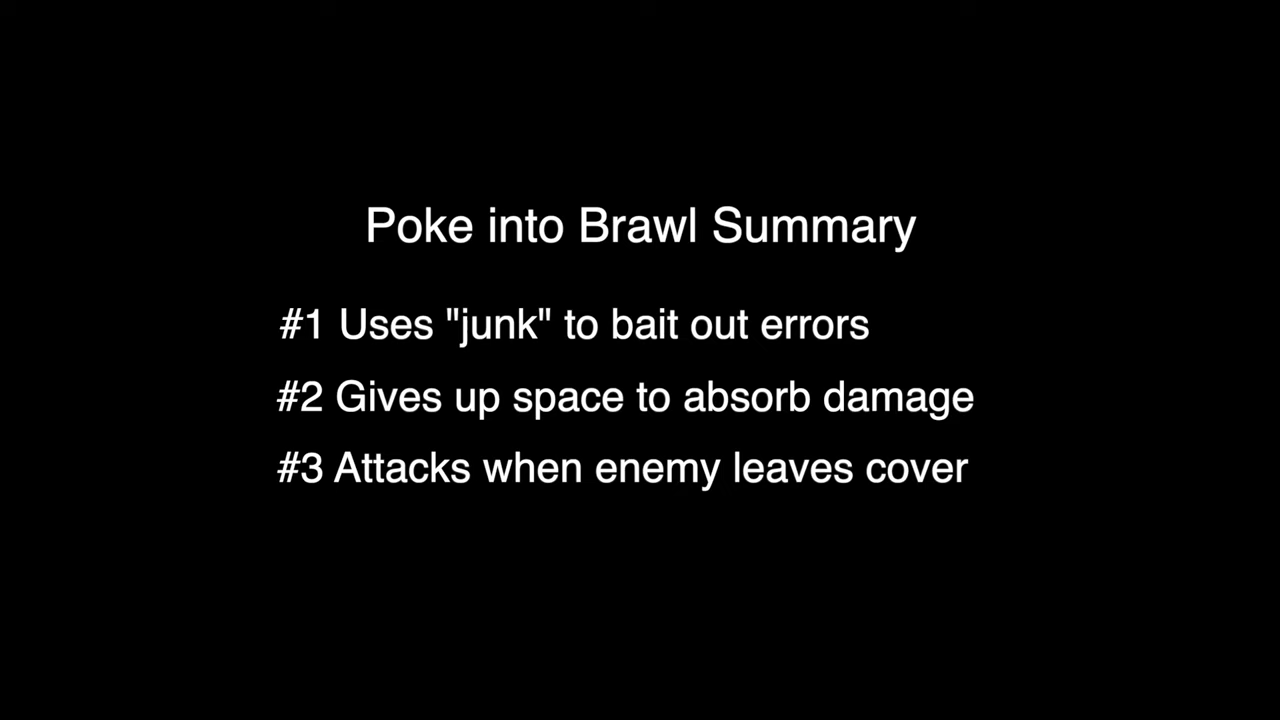 Poke into Brawl Summary
#1 Uses "junk" to bait out errors
#2 Gives up space to absorb damage
#3 Attacks when enemy leaves cover